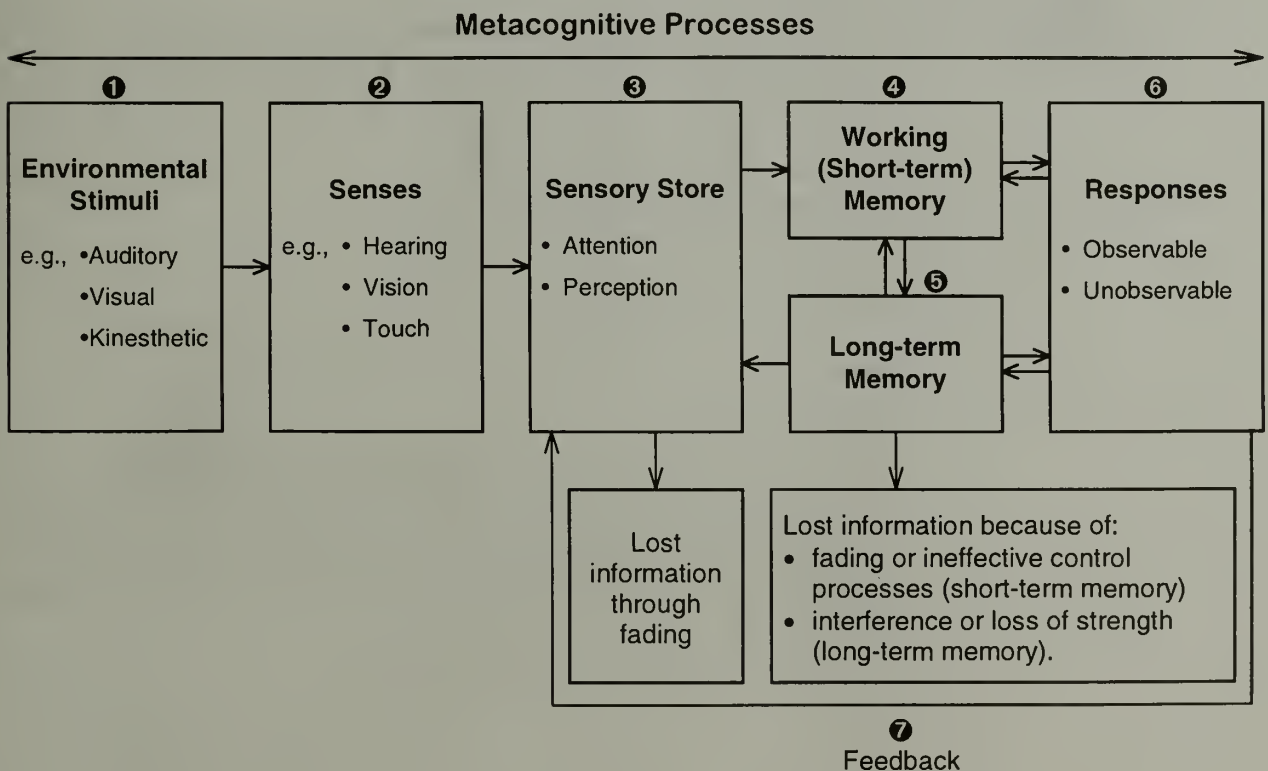 Metacognitive Processes
❶
Environmental
Stimuli
e.g., •Auditory
•Visual
•Kinesthetic
❷
Senses
e.g., • Hearing
• Vision
• Touch
❸
Sensory Store
• Attention
• Perception
❹
Working
(Short-term)
Memory
❺
Long-term
Memory
❻
Responses
• Observable
• Unobservable
Lost
information
through
fading
Lost information because of:
• fading or ineffective control
processes (short-term memory)
• interference or loss of strength
(long-term memory).
❼
Feedback